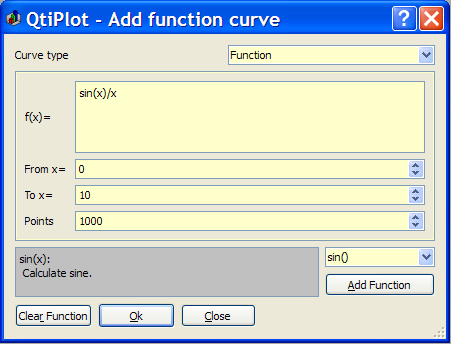 QtiPlot - Add function curve
Curve type
Function
f(x)=
sin(x)/x
From x= 0
To x= 10
Points 1000
sin(x):
Calculate sine.
sin()
Add Function
Clear Function Ok Close